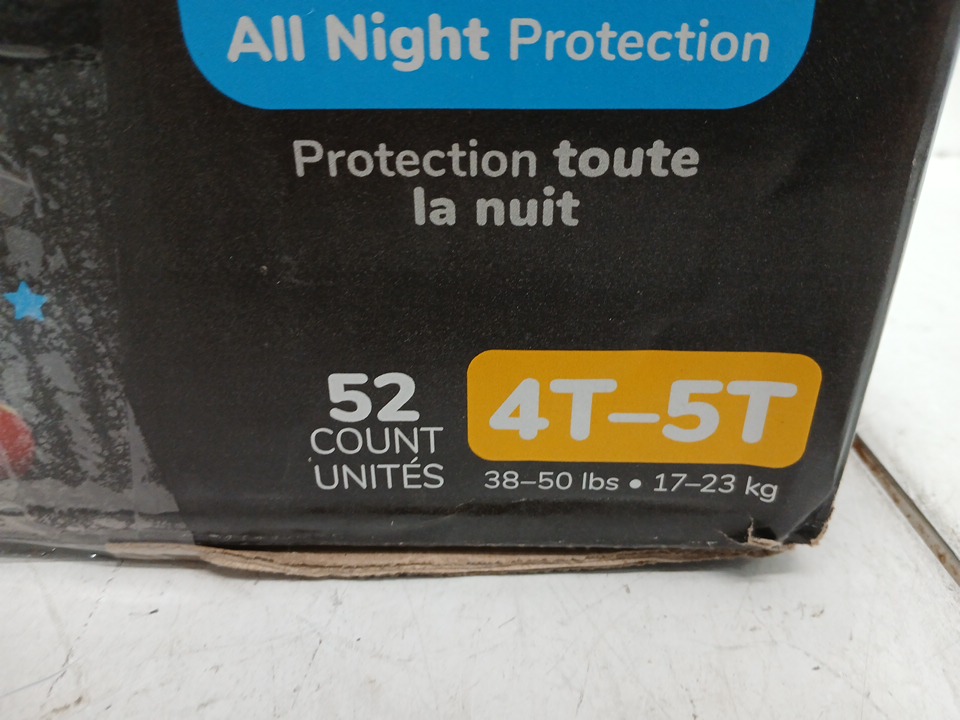 All Night Protection
Protection toute
la nuit
52
COUNT
UNITÉS
4T–5T
38–50 lbs • 17–23 kg